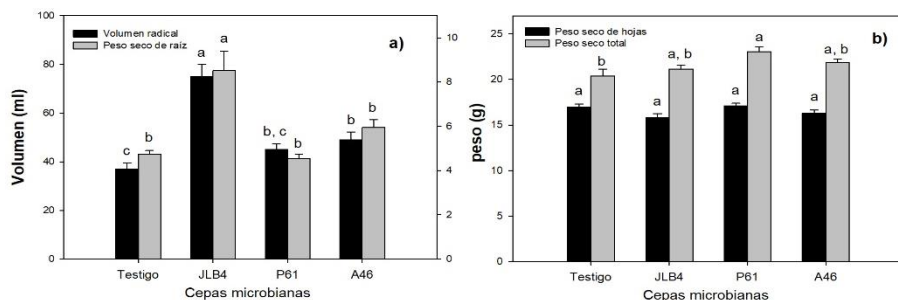 a)
Volumen radical
Peso seco de raíz
100
80
60
40
20
0
Volumen (ml)
10
8
6
4
2
0
c b a a b, c b b b
Testigo JLB4 P61 A46
Cepas microbianas
b)
Peso seco de hojas
Peso seco total
25
20
15
10
5
0
peso (g)
a b a a, b a a a a, b
Testigo JLB4 P61 A46
Cepas microbianas